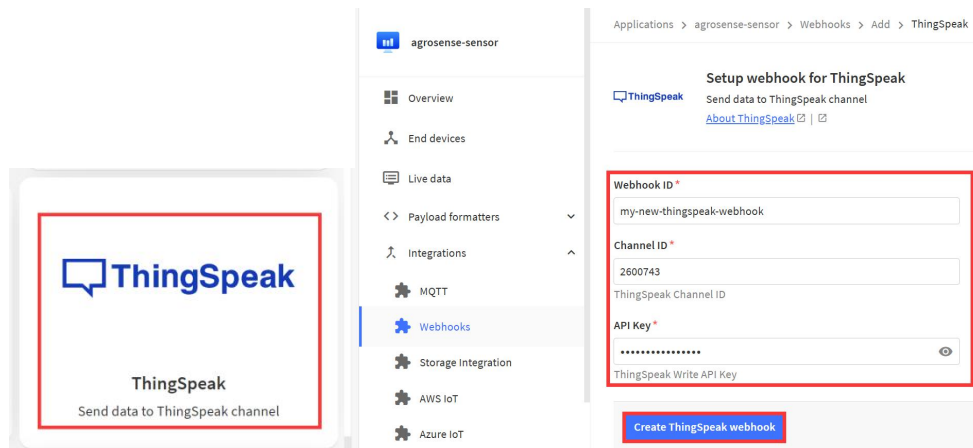 ThingSpeak
ThingSpeak
Send data to ThingSpeak channel
agrosense-sensor
Overview
End devices
Live data
Payload formatters
Integrations
MQTT
Webhooks
Storage Integration
AWS IoT
Azure IoT
Applications > agrosense-sensor > Webhooks > Add > ThingSpeak
ThingSpeak
Setup webhook for ThingSpeak
Send data to ThingSpeak channel
About ThingSpeak |
Webhook ID *
my-new-thingspeak-webhook
Channel ID *
2600743
ThingSpeak Channel ID
API Key *
••••••••••••••••
ThingSpeak Write API Key
Create ThingSpeak webhook